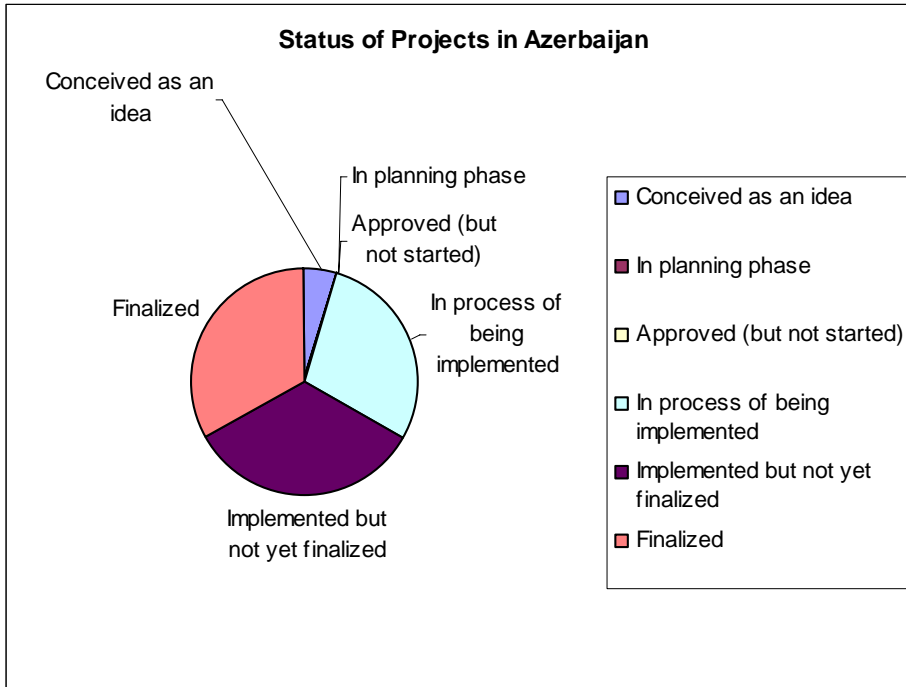 Status of Projects in Azerbaijan
Conceived as an
idea
In planning phase
Approved (but
not started)
In process of
being
implemented
Implemented but
not yet finalized
Finalized
Conceived as an idea
In planning phase
Approved (but not started)
In process of being
implemented
Implemented but not yet
finalized
Finalized